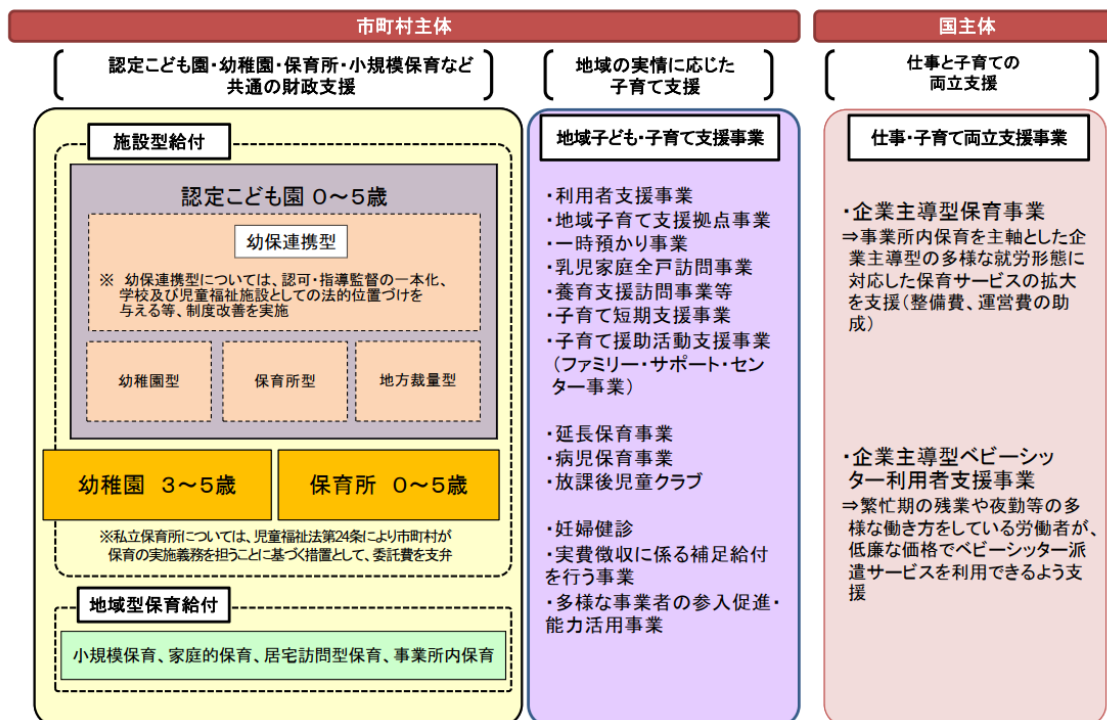 市町村主体
認定こども園・幼稚園・保育所・小規模保育など
共通の財政支援
施設型給付
認定こども園 0～5歳
幼保連携型
※ 幼保連携型については、認可・指導監督の一本化、
学校及び児童福祉施設としての法的位置づけを
与える等、制度改善を実施
幼稚園型
保育所型
地方裁量型
幼稚園 3～5歳
保育所 0～5歳
※私立保育所については、児童福祉法第24条により市町村が
保育の実施義務を担うことに基づく措置として、委託費を支弁
地域型保育給付
小規模保育、家庭的保育、居宅訪問型保育、事業所内保育
地域の実情に応じた
子育て支援
地域子ども・子育て支援事業
・利用者支援事業
・地域子育て支援拠点事業
・一時預かり事業
・乳児家庭全戸訪問事業
・養育支援訪問事業等
・子育て短期支援事業
・子育て援助活動支援事業
（ファミリー・サポート・セン
ター事業）
・延長保育事業
・病児保育事業
・放課後児童クラブ
・妊婦健診
・実費徴収に係る補足給付
を行う事業
・多様な事業者の参入促進・
能力活用事業
国主体
仕事と子育ての
両立支援
仕事・子育て両立支援事業
・企業主導型保育事業
⇒事業所内保育を主軸とした企
業主導型の多様な就労形態に
対応した保育サービスの拡大
を支援（整備費、運営費の助
成）
・企業主導型ベビーシッ
ター利用者支援事業
⇒繁忙期の残業や夜勤等の多
様な働き方をしている労働者が、
低廉な価格でベビーシッター派
遣サービスを利用できるよう支
援